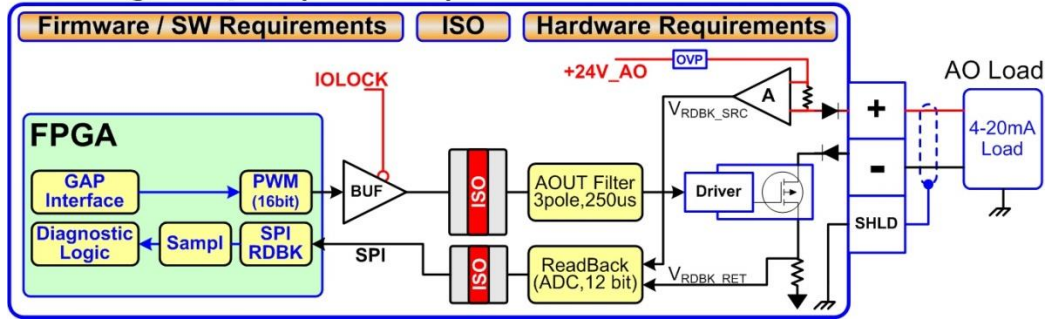 Firmware / SW Requirements
ISO
Hardware Requirements
+24V_AO
OVP
AO Load
IOLOCK
A
VRDBK_SRC
+
4-20mA
Load
FPGA
GAP
Interface
PWM
(16bit)
BUF
ISO
AOUT Filter
3pole,250us
Driver
-
Diagnostic
Logic
Sampl
SPI
RDBK
SPI
ISO
ReadBack
(ADC,12 bit)
VRDBK_RET
SHLD